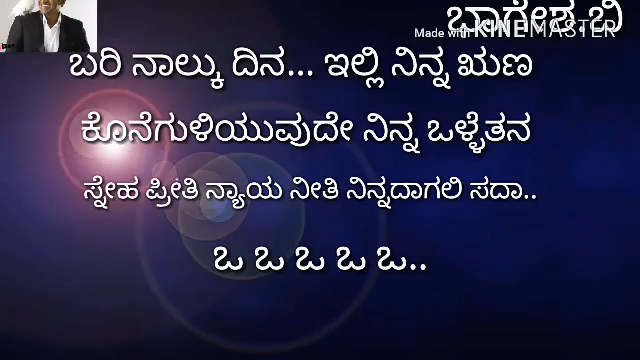 ಬಾಗೇಶ.ಬಿ
Made with KINEMASTER
ಬರಿ ನಾಲ್ಕು ದಿನ... ಇಲ್ಲಿ ನಿನ್ನ ಋಣ
ಕೊನೆಗುಳಿಯುವುದೇ ನಿನ್ನ ಒಳ್ಳೆತನ
ಸ್ನೇಹ ಪ್ರೀತಿ ನ್ಯಾಯ ನೀತಿ ನಿನ್ನದಾಗಲಿ ಸದಾ..
ಓ ಓ ಓ ಓ ಓ..